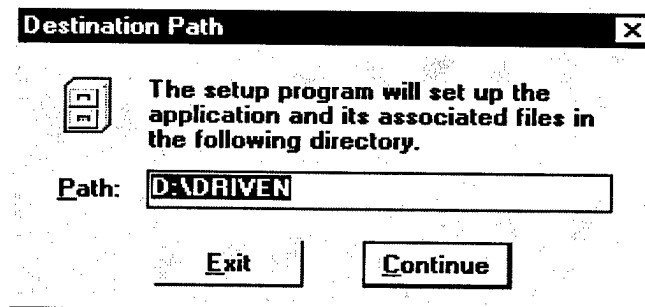 Destination Path
The setup program will set up the
application and its associated files in
the following directory.
Path: D:\DRIVEN
Exit Continue